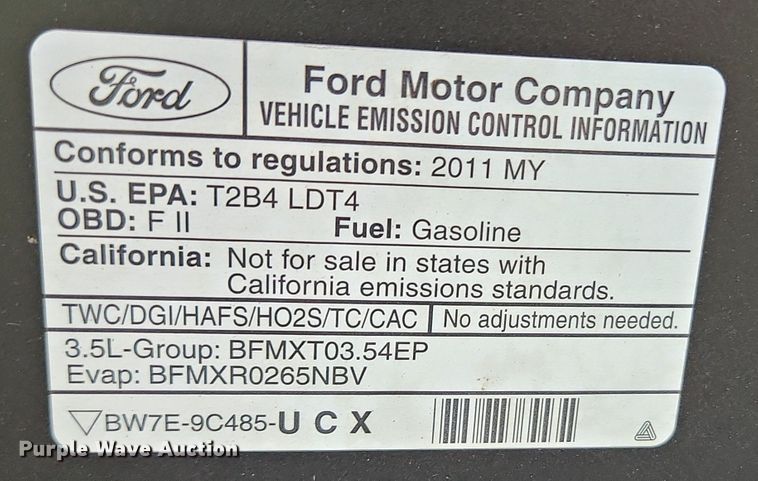 Ford
Ford Motor Company
VEHICLE EMISSION CONTROL INFORMATION
Conforms to regulations: 2011 MY
U.S. EPA: T2B4 LDT4
OBD: F II Fuel: Gasoline
California: Not for sale in states with
California emissions standards.
TWC/DGI/HAFS/HO2S/TC/CAC No adjustments needed.
3.5L-Group: BFMXT03.54EP
Evap: BFMXR0265NBV
BW7E-9C485-U C X
Purple Wave Auction